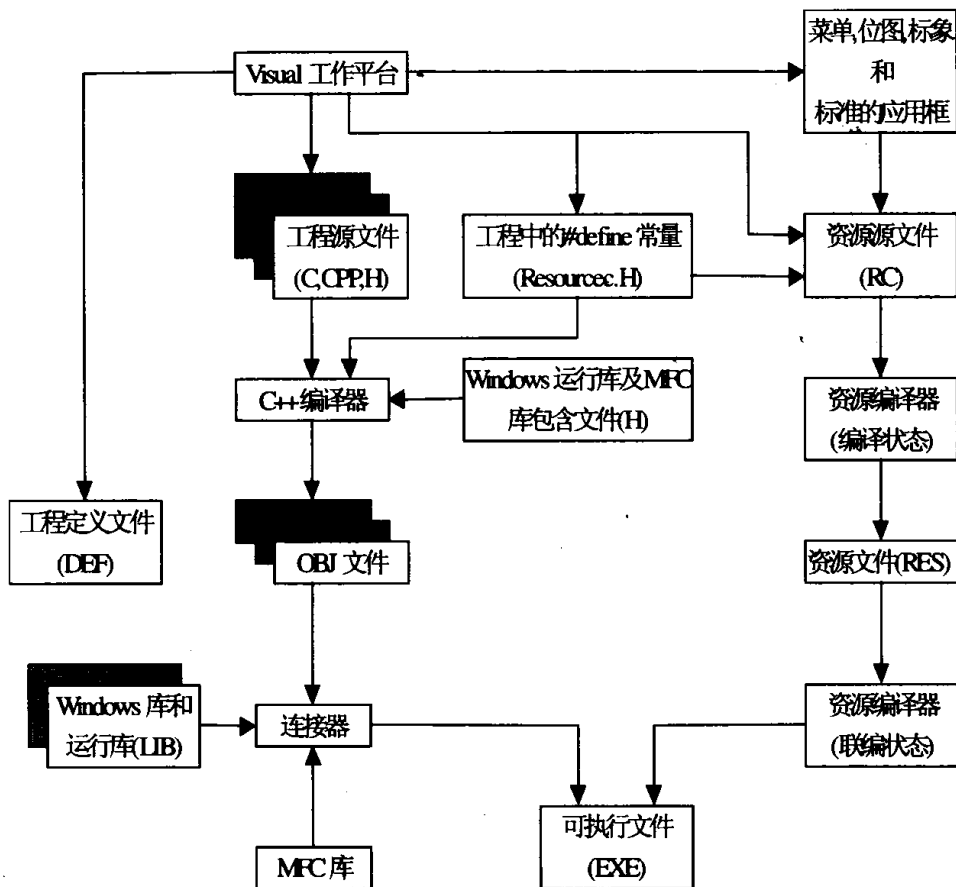 菜单,位图,标象
和
标准的应用框
Visual 工作平台
工程源文件
(C,CPP,H)
工程中的#define 常量
(Resourcec.H)
资源源文件
(RC)
C++ 编译器
Windows 运行库及MFC
库包含文件(H)
资源编译器
(编译状态)
工程定义文件
(DEF)
OBJ 文件
资源文件(RES)
Windows 库和
运行库(LIB)
连接器
资源编译器
(联编状态)
MFC 库
可执行文件
(EXE)